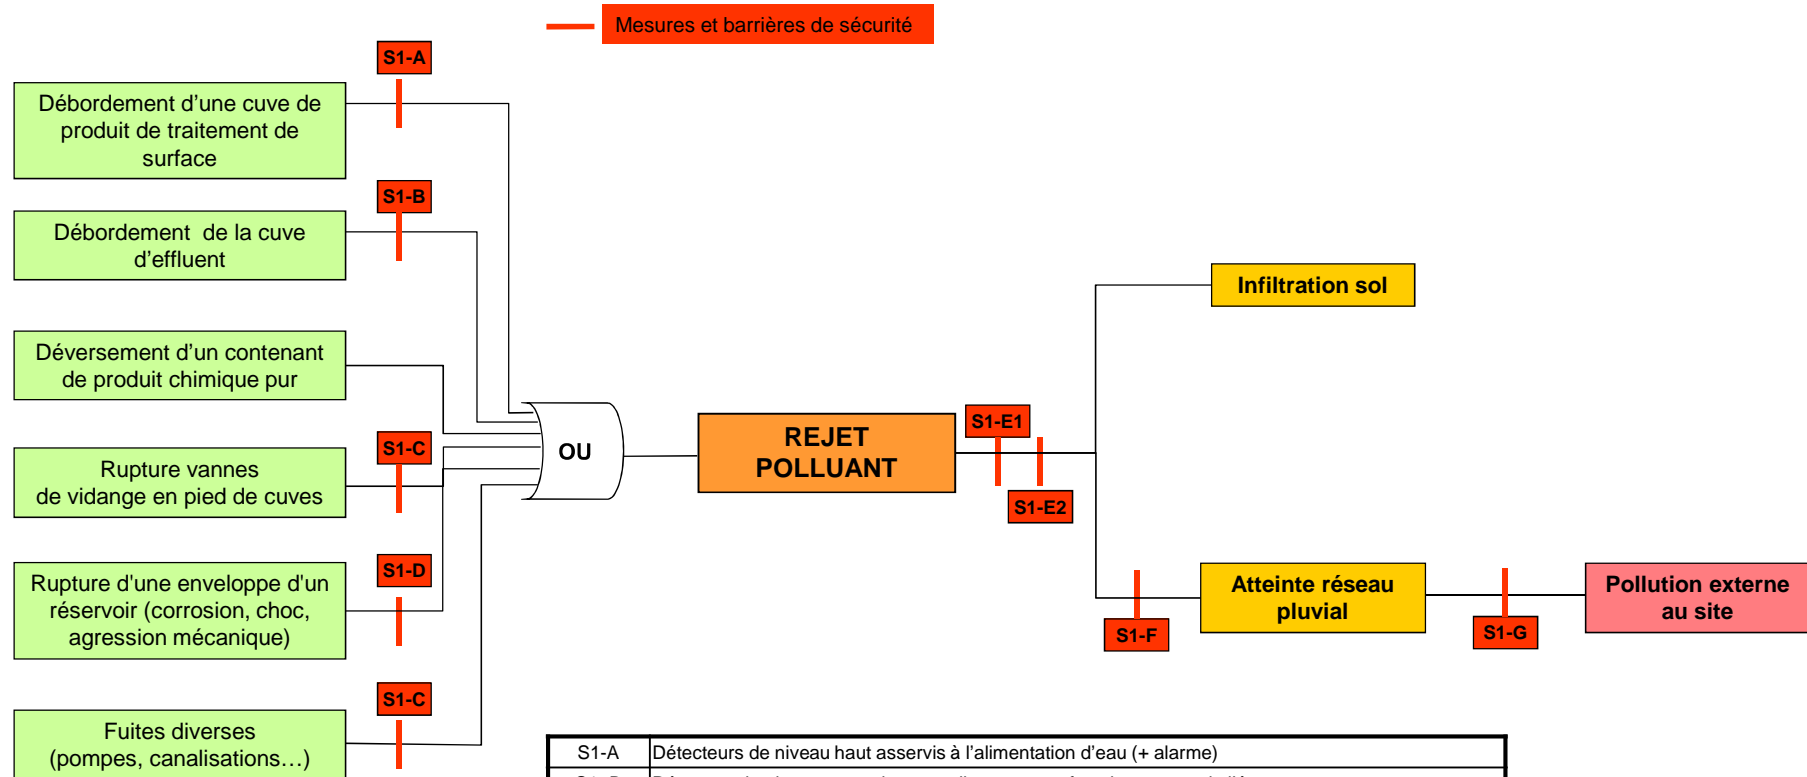 Mesures et barrières de sécurité
S1-A
Débordement d'une cuve de
produit de traitement de
surface
S1-B
Débordement de la cuve
d'effluent
Infiltration sol
Déversement d'un contenant
de produit chimique pur
S1-C
Rupture vannes
de vidange en pied de cuves
OU
REJET
POLLUANT
S1-E1
S1-E2
S1-D
Rupture d'une enveloppe d'un
réservoir (corrosion, choc,
agression mécanique)
Atteinte réseau
pluvial
Pollution externe
au site
S1-F
S1-G
S1-C
Fuites diverses
(pompes, canalisations…)
S1-A Détecteurs de niveau haut asservis à l'alimentation d'eau (+ alarme)